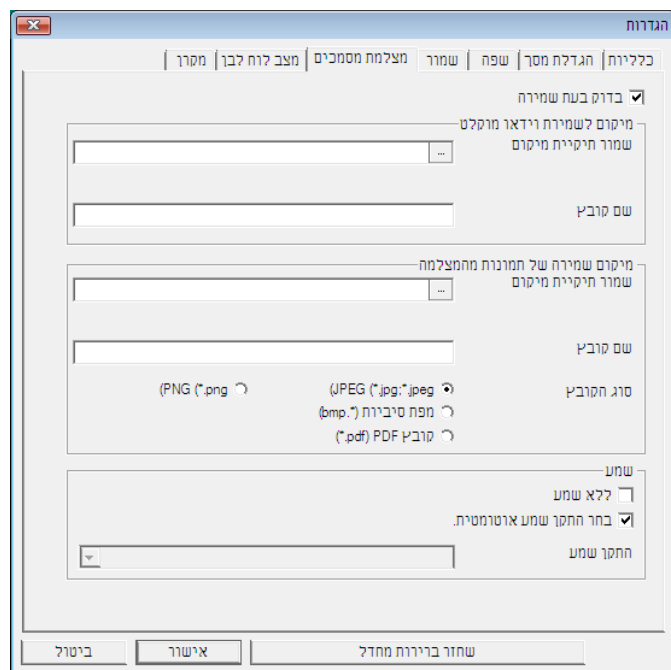 הגדרות
כלליות הגדלת מסך שפה שמור מצלמת מסמכים מצב לוח לבן מקרן
בדוק בעת שמירה
מיקום לשמירת וידאו מוקלט
שמור תיקיית מיקום ...
שם קובץ
מיקום שמירה של תמונות מהמצלמה
שמור תיקיית מיקום ...
שם קובץ
סוג הקובץ JPEG (*.jpg;*.jpeg) PNG (*.png)
מפת סיביות (*.bmp)
קובץ PDF (*.pdf)
שמע
ללא שמע
בחר התקן שמע אוטומטית.
התקן שמע
שחזר ברירות מחדל אישור ביטול